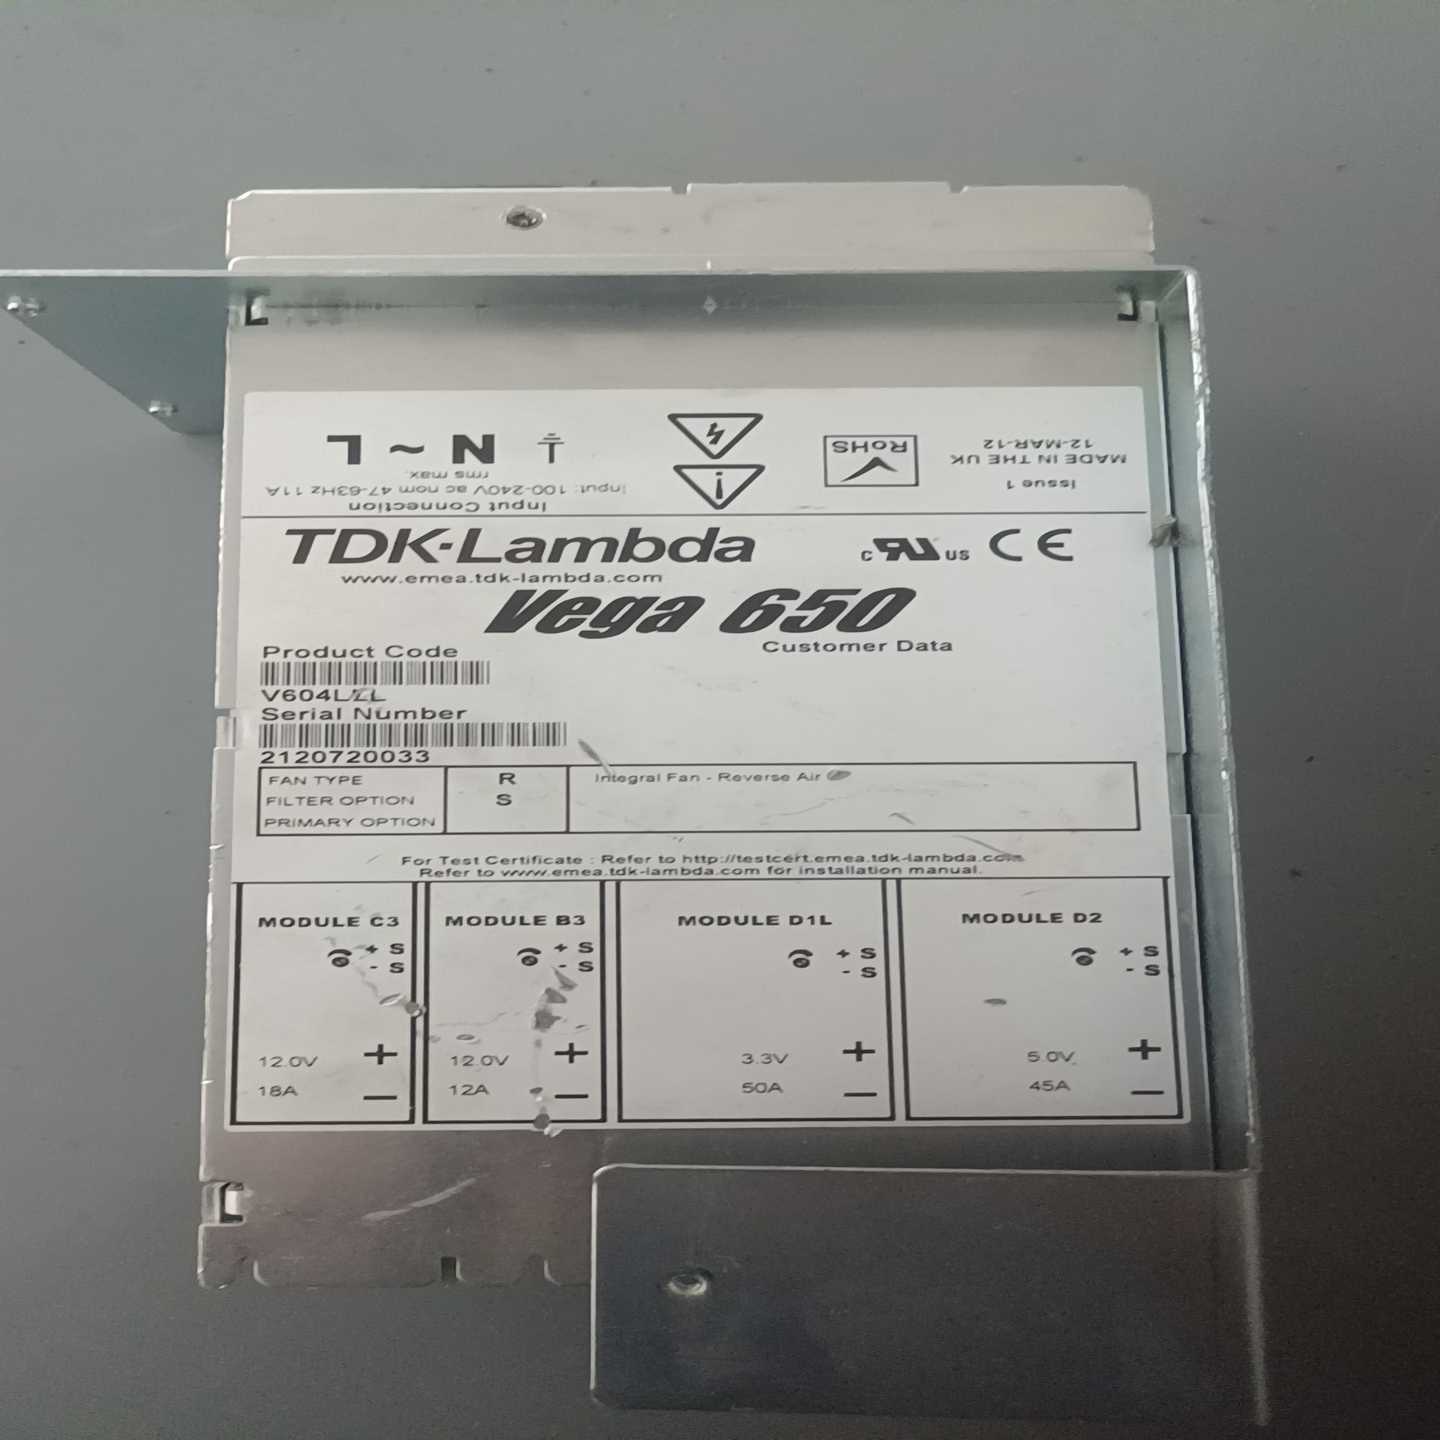 Issue 1
MADE IN THE UK
12-MAR-12
RoHS
Input Connection
Input: 100-240V ac nom 47-63Hz 11A
rms max.
N ~ L
TDK-Lambda
www.emea.tdk-lambda.com
c RU us CE
Vega 650
Customer Data
Product Code
Serial Number
2120720033
FAN TYPE R Integral Fan - Reverse Air
FILTER OPTION S
PRIMARY OPTION
For Test Certificate : Refer to http://testcert.emea.tdk-lambda.com
Refer to www.emea.tdk-lambda.com for installation manual.
MODULE C3
+ S
- S
12.0V +
18A -
MODULE B3
+ S
- S
12.0V +
12A -
MODULE D1L
+ S
- S
3.3V +
50A -
MODULE D2
+ S
- S
5.0V +
45A -